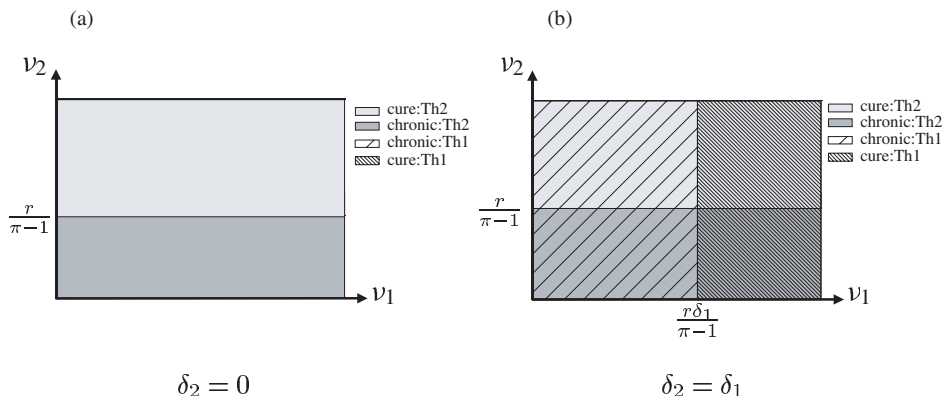 (a)
ν₂
cure:Th2
chronic:Th2
chronic:Th1
cure:Th1
r
π−1
ν₁
δ₂ = 0
(b)
ν₂
cure:Th2
chronic:Th2
chronic:Th1
cure:Th1
r
π−1
ν₁
rδ₁
π−1
δ₂ = δ₁